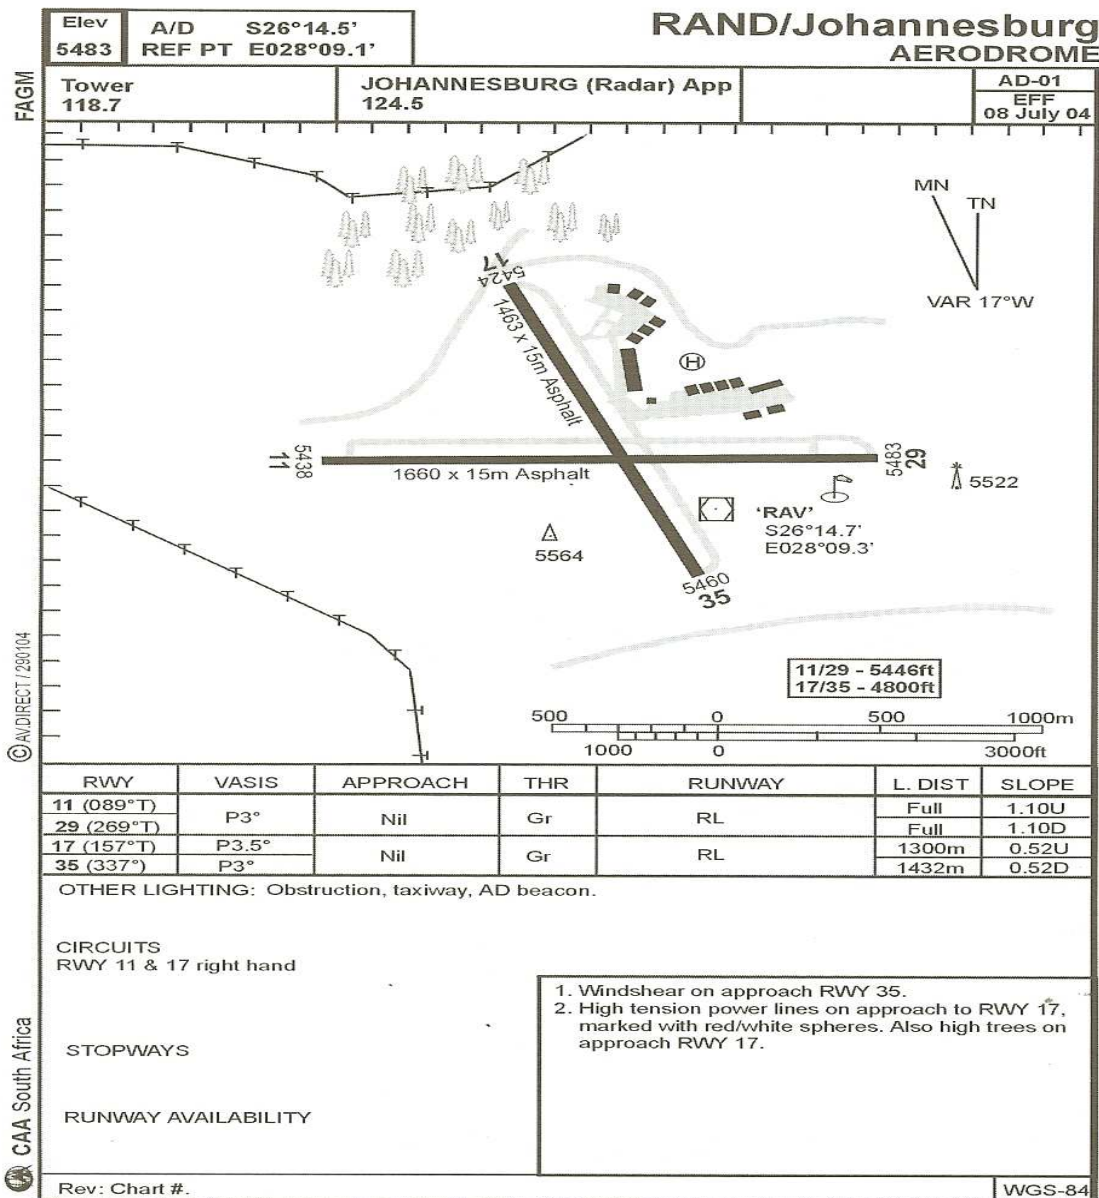 Elev
5483
A/D S26°14.5'
REF PT E028°09.1'
RAND/Johannesburg
AERODROME
FAGM
Tower
118.7
JOHANNESBURG (Radar) App
124.5
AD-01
EFF
08 July 04
MN
TN
VAR 17°W
17
5424
1463 x 15m Asphalt
H
11
5438
1660 x 15m Asphalt
5483
29
5522
'RAV'
S26°14.7'
E028°09.3'
5564
5460
35
11/29 - 5446ft
17/35 - 4800ft
500 0 500 1000m
1000 0 3000ft
© AV.DIRECT / 290104
RWY VASIS APPROACH THR RUNWAY L. DIST SLOPE
11 (089°T) P3° Nil Gr RL Full 1.10U
29 (269°T) Full 1.10D
17 (157°T) P3.5° Nil Gr RL 1300m 0.52U
35 (337°) P3° 1432m 0.52D
OTHER LIGHTING: Obstruction, taxiway, AD beacon.
CIRCUITS
RWY 11 & 17 right hand
STOPWAYS
RUNWAY AVAILABILITY
1. Windshear on approach RWY 35.
2. High tension power lines on approach to RWY 17,
marked with red/white spheres. Also high trees on
approach RWY 17.
CAA South Africa
Rev: Chart #.
WGS-84